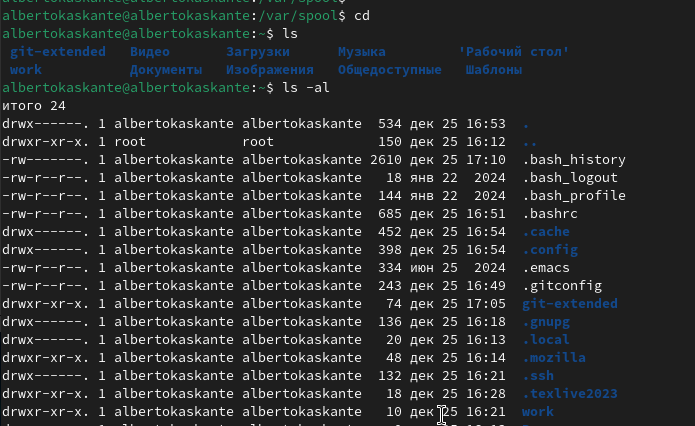 albertokaskante@albertokaskante:/var/spool$
albertokaskante@albertokaskante:/var/spool$ cd
albertokaskante@albertokaskante:~$ ls
git-extended Видео Загрузки Музыка 'Рабочий стол'
work Документы Изображения Общедоступные Шаблоны
albertokaskante@albertokaskante:~$ ls -al
итого 24
drwx------. 1 albertokaskante albertokaskante 534 дек 25 16:53 .
drwxr-xr-x. 1 root root 150 дек 25 16:12 ..
-rw-------. 1 albertokaskante albertokaskante 2610 дек 25 17:10 .bash_history
-rw-r--r--. 1 albertokaskante albertokaskante 18 янв 22 2024 .bash_logout
-rw-r--r--. 1 albertokaskante albertokaskante 144 янв 22 2024 .bash_profile
-rw-r--r--. 1 albertokaskante albertokaskante 685 дек 25 16:51 .bashrc
drwx------. 1 albertokaskante albertokaskante 452 дек 25 16:54 .cache
drwx------. 1 albertokaskante albertokaskante 398 дек 25 16:54 .config
-rw-r--r--. 1 albertokaskante albertokaskante 334 июн 25 2024 .emacs
-rw-r--r--. 1 albertokaskante albertokaskante 243 дек 25 16:49 .gitconfig
drwxr-xr-x. 1 albertokaskante albertokaskante 74 дек 25 17:05 git-extended
drwx------. 1 albertokaskante albertokaskante 136 дек 25 16:18 .gnupg
drwx------. 1 albertokaskante albertokaskante 20 дек 25 16:13 .local
drwxr-xr-x. 1 albertokaskante albertokaskante 48 дек 25 16:14 .mozilla
drwx------. 1 albertokaskante albertokaskante 132 дек 25 16:21 .ssh
drwxr-xr-x. 1 albertokaskante albertokaskante 18 дек 25 16:28 .texlive2023
drwxr-xr-x. 1 albertokaskante albertokaskante 10 дек 25 16:21 work